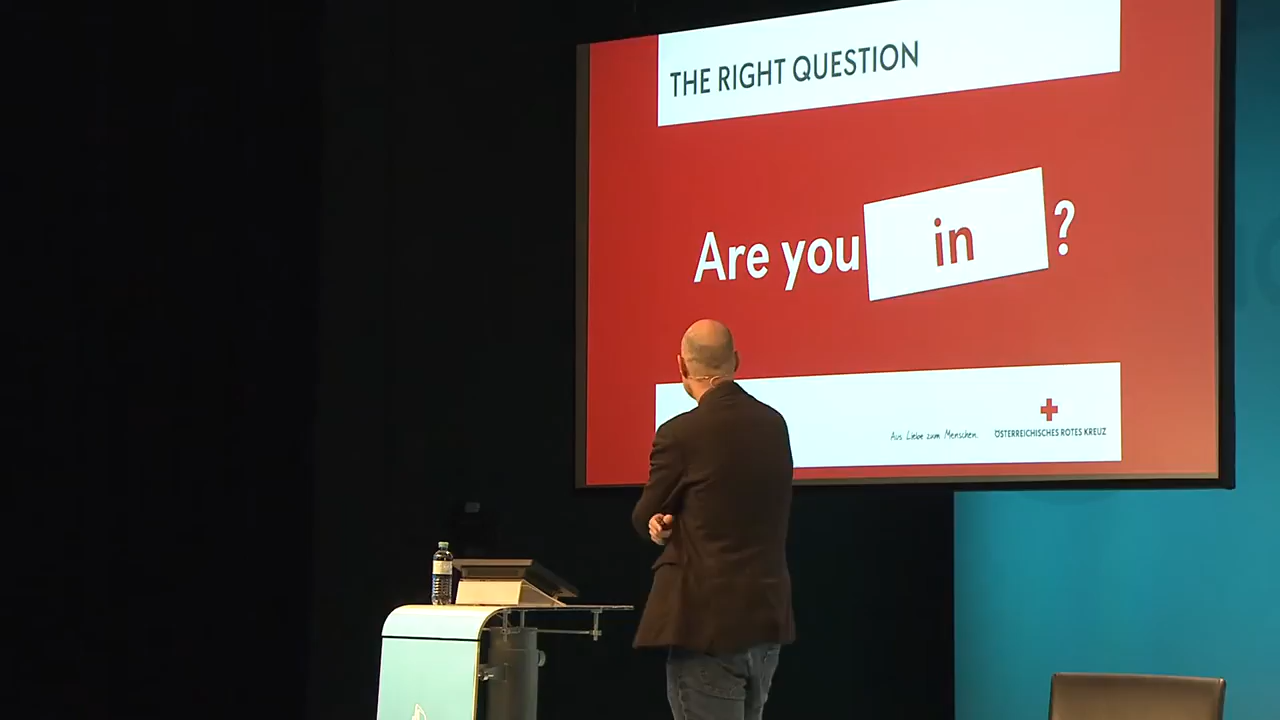 THE RIGHT QUESTION
Are you in ?
Aus Liebe zum Menschen.
ÖSTERREICHISCHES ROTES KREUZ